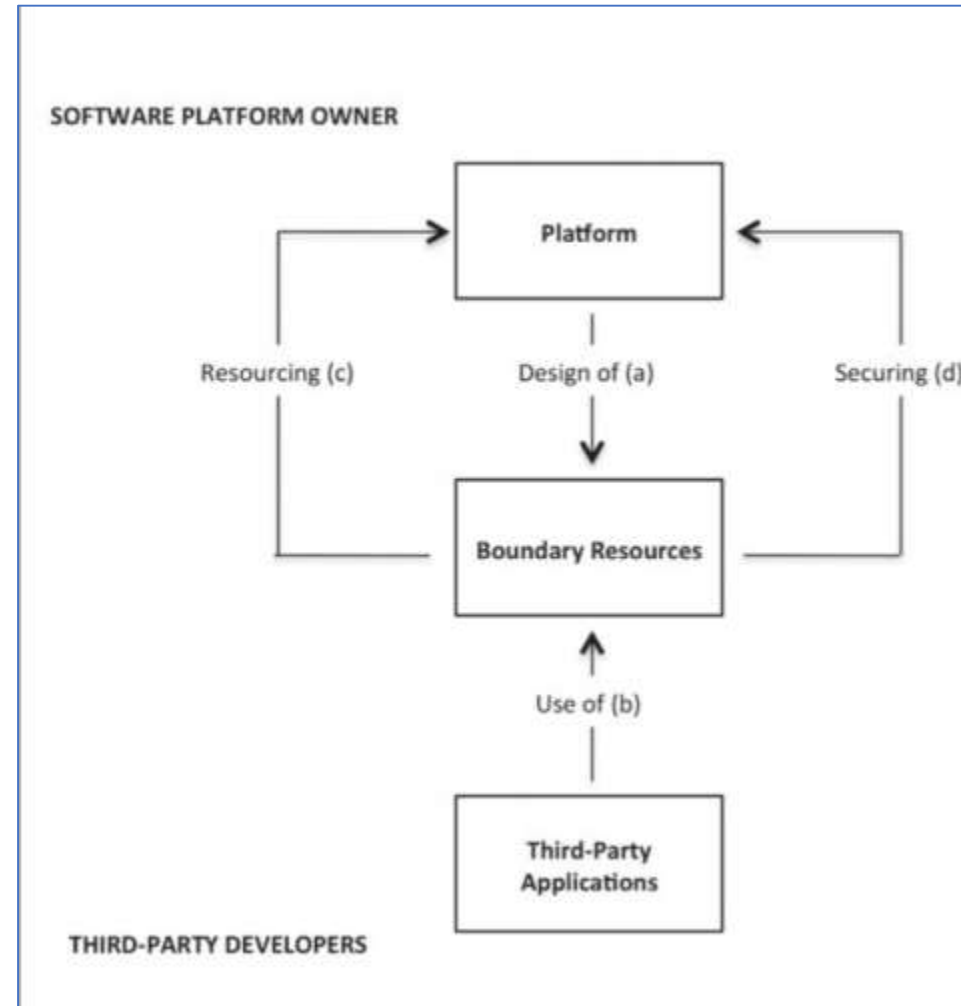 SOFTWARE PLATFORM OWNER
Platform
Resourcing (c)
Design of (a)
Securing (d)
Boundary Resources
Use of (b)
Third-Party
Applications
THIRD-PARTY DEVELOPERS